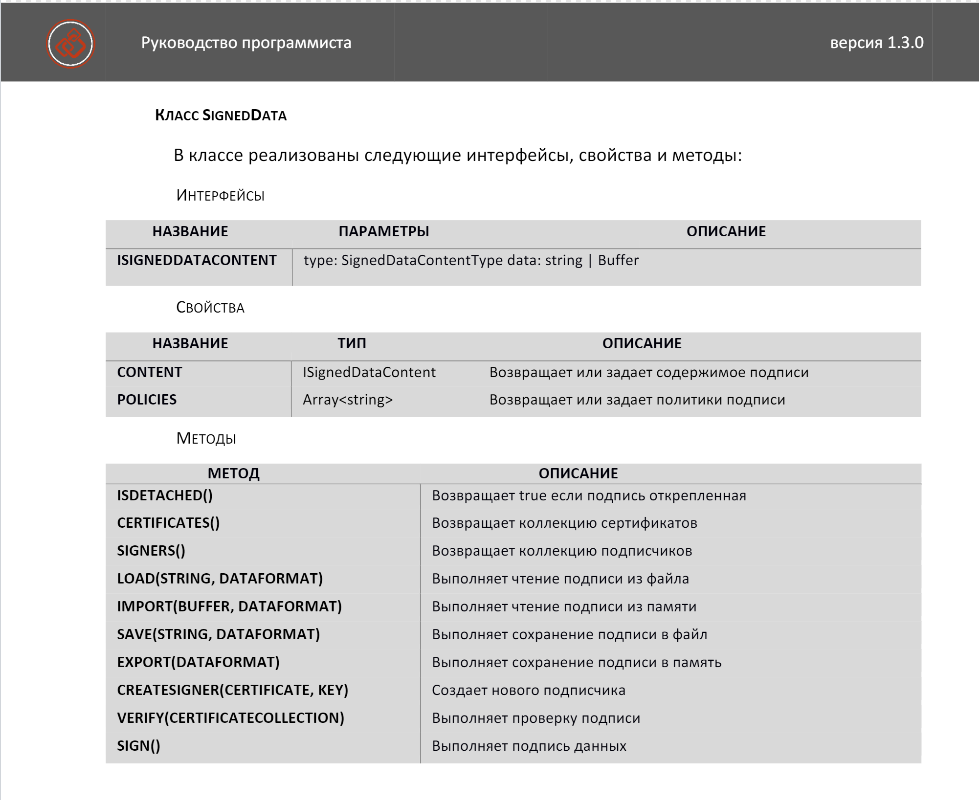 Руководство программиста версия 1.3.0
Класс SignedData
В классе реализованы следующие интерфейсы, свойства и методы:
Интерфейсы
НАЗВАНИЕ ПАРАМЕТРЫ ОПИСАНИЕ
ISIGNEDDATACONTENT type: SignedDataContentType data: string | Buffer
Свойства
НАЗВАНИЕ ТИП ОПИСАНИЕ
CONTENT ISignedDataContent Возвращает или задает содержимое подписи
POLICIES Array<string> Возвращает или задает политики подписи
Методы
МЕТОД ОПИСАНИЕ
ISDETACHED() Возвращает true если подпись открепленная
CERTIFICATES() Возвращает коллекцию сертификатов
SIGNERS() Возвращает коллекцию подписчиков
LOAD(STRING, DATAFORMAT) Выполняет чтение подписи из файла
IMPORT(BUFFER, DATAFORMAT) Выполняет чтение подписи из памяти
SAVE(STRING, DATAFORMAT) Выполняет сохранение подписи в файл
EXPORT(DATAFORMAT) Выполняет сохранение подписи в память
CREATESIGNER(CERTIFICATE, KEY) Создает нового подписчика
VERIFY(CERTIFICATECOLLECTION) Выполняет проверку подписи
SIGN() Выполняет подпись данных